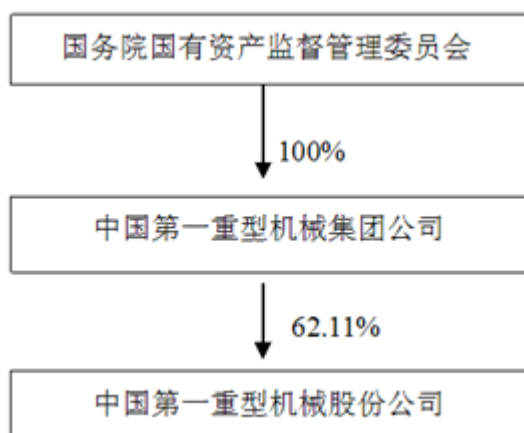 国务院国有资产监督管理委员会
100%
中国第一重型机械集团公司
62.11%
中国第一重型机械股份公司